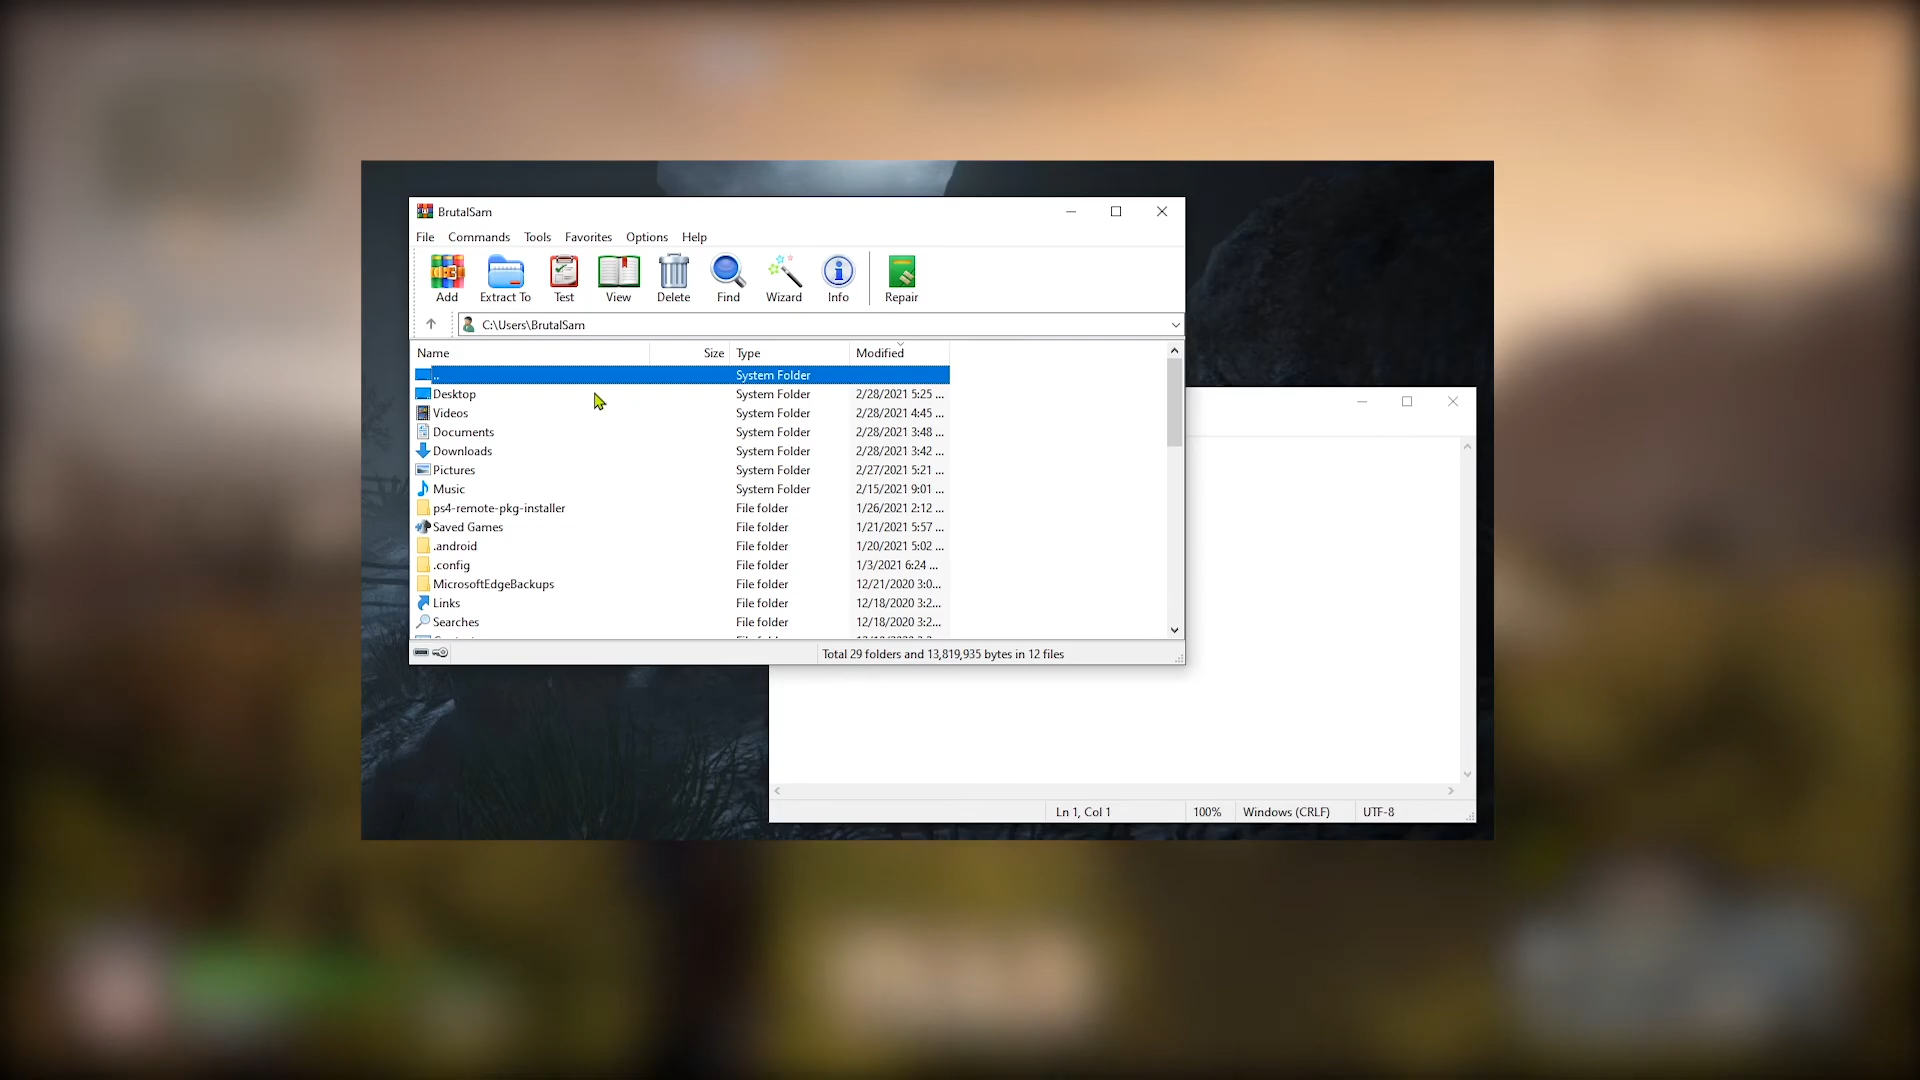 BrutalSam
File Commands Tools Favorites Options Help
Add Extract To Test View Delete Find Wizard Info Repair
C:\Users\BrutalSam
Name Size Type Modified
.. System Folder
Desktop System Folder 2/28/2021 5:25 ...
Videos System Folder 2/28/2021 4:45 ...
Documents System Folder 2/28/2021 3:48 ...
Downloads System Folder 2/28/2021 3:42 ...
Pictures System Folder 2/27/2021 5:21 ...
Music System Folder 2/15/2021 9:01 ...
ps4-remote-pkg-installer File folder 1/26/2021 2:12 ...
Saved Games File folder 1/21/2021 5:57 ...
.android File folder 1/20/2021 5:02 ...
.config File folder 1/3/2021 6:24 ...
MicrosoftEdgeBackups File folder 12/21/2020 3:0...
Links File folder 12/18/2020 3:2...
Searches File folder 12/18/2020 3:2...
Total 29 folders and 13,819,935 bytes in 12 files
Ln 1, Col 1 100% Windows (CRLF) UTF-8